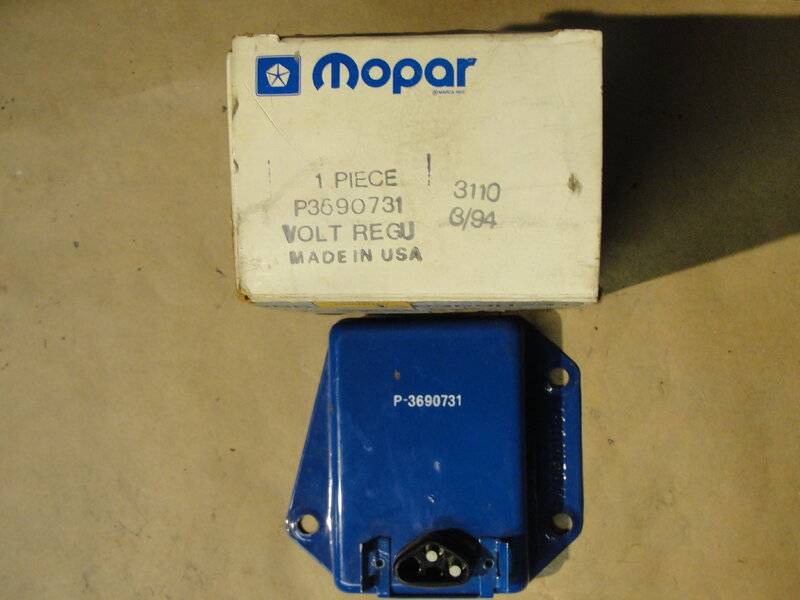 mopar
1 PIECE
P3690731
VOLT REGU
MADE IN USA
3110
6/94
P-3690731